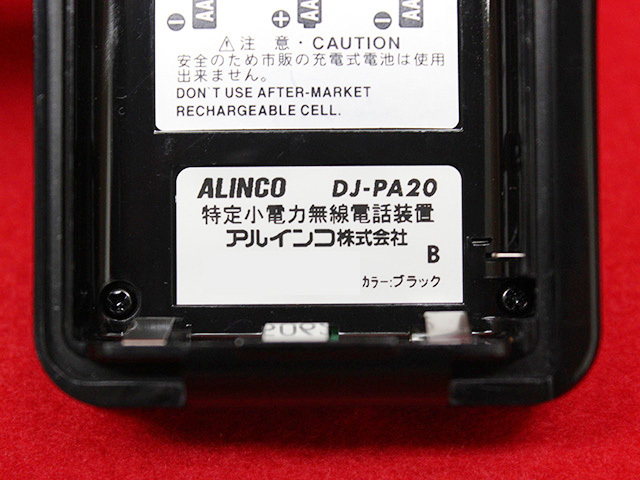 AA AA AA
⚠注 意・CAUTION
安全のため市販の充電式電池は使用
出来ません。
DON'T USE AFTER-MARKET
RECHARGEABLE CELL.
ALINCO DJ-PA20
特定小電力無線電話装置
アルインコ株式会社
B
カラー:ブラック